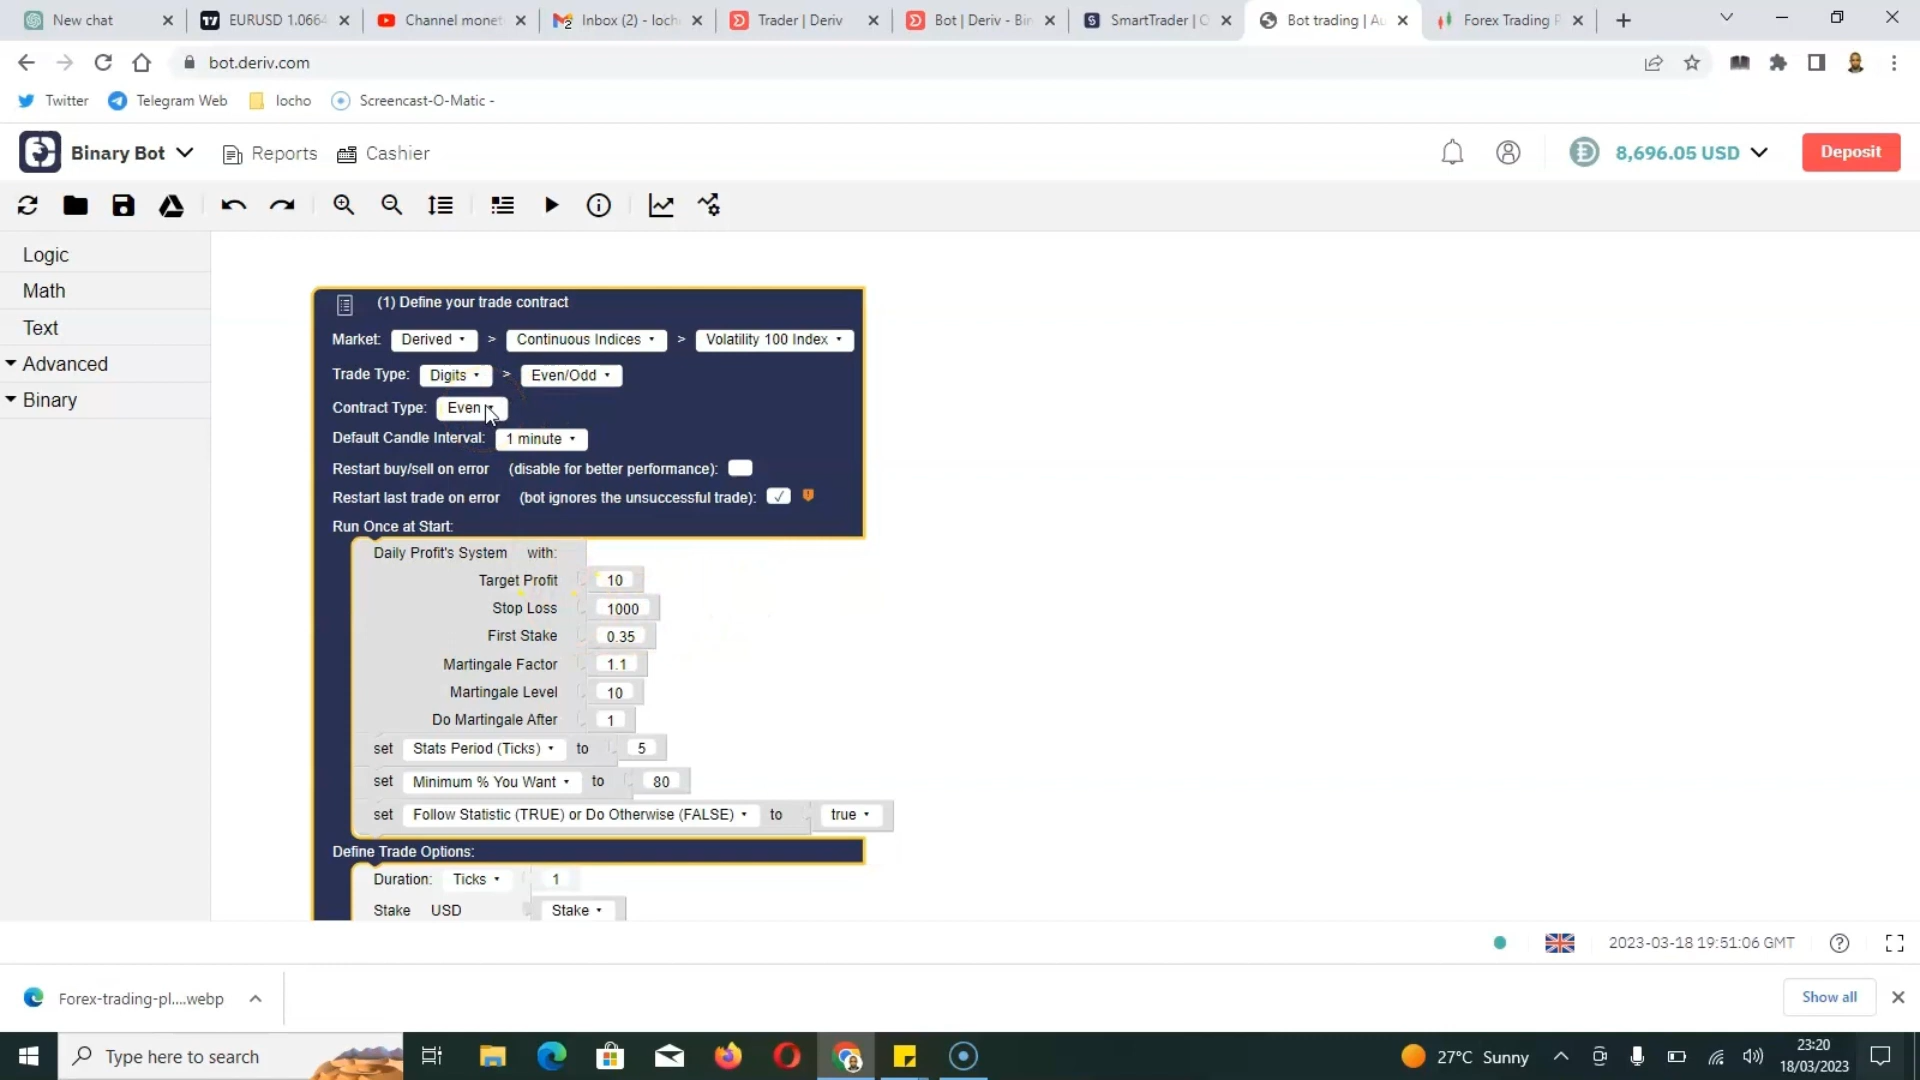 New chat
EURUSD 1.0664
Channel monet
Inbox (2) - loch
Trader | Deriv
Bot | Deriv - Bin
SmartTrader | O
Bot trading | Au
Forex Trading P
bot.deriv.com
Twitter
Telegram Web
locho
Screencast-O-Matic -
Binary Bot
Reports
Cashier
8,696.05 USD
Deposit
Logic
Math
Text
Advanced
Binary
(1) Define your trade contract
Market: Derived > Continuous Indices > Volatility 100 Index
Trade Type: Digits > Even/Odd
Contract Type: Even
Default Candle Interval: 1 minute
Restart buy/sell on error (disable for better performance):
Restart last trade on error (bot ignores the unsuccessful trade): ✓
Run Once at Start:
Daily Profit's System with:
Target Profit 10
Stop Loss 1000
First Stake 0.35
Martingale Factor 1.1
Martingale Level 10
Do Martingale After 1
set Stats Period (Ticks) to 5
set Minimum % You Want to 80
set Follow Statistic (TRUE) or Do Otherwise (FALSE) to true
Define Trade Options:
Duration: Ticks 1
Stake USD Stake
2023-03-18 19:51:06 GMT
Forex-trading-pl....webp
Show all
Type here to search
27°C Sunny
23:20
18/03/2023